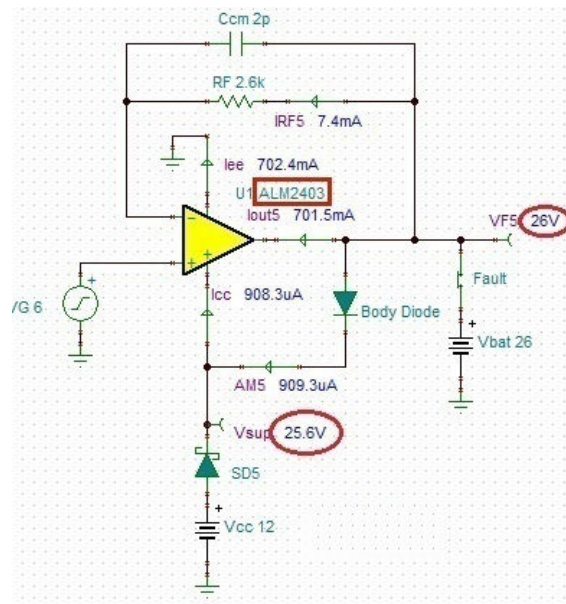 Ccm 2p
RF 2.6k
IRF5 7.4mA
Iee 702.4mA
U1 ALM2403
Iout5 701.5mA
VF5 26V
Fault
VG 6
Icc 908.3uA
Body Diode
Vbat 26
AM5 909.3uA
Vsup 25.6V
SD5
Vcc 12